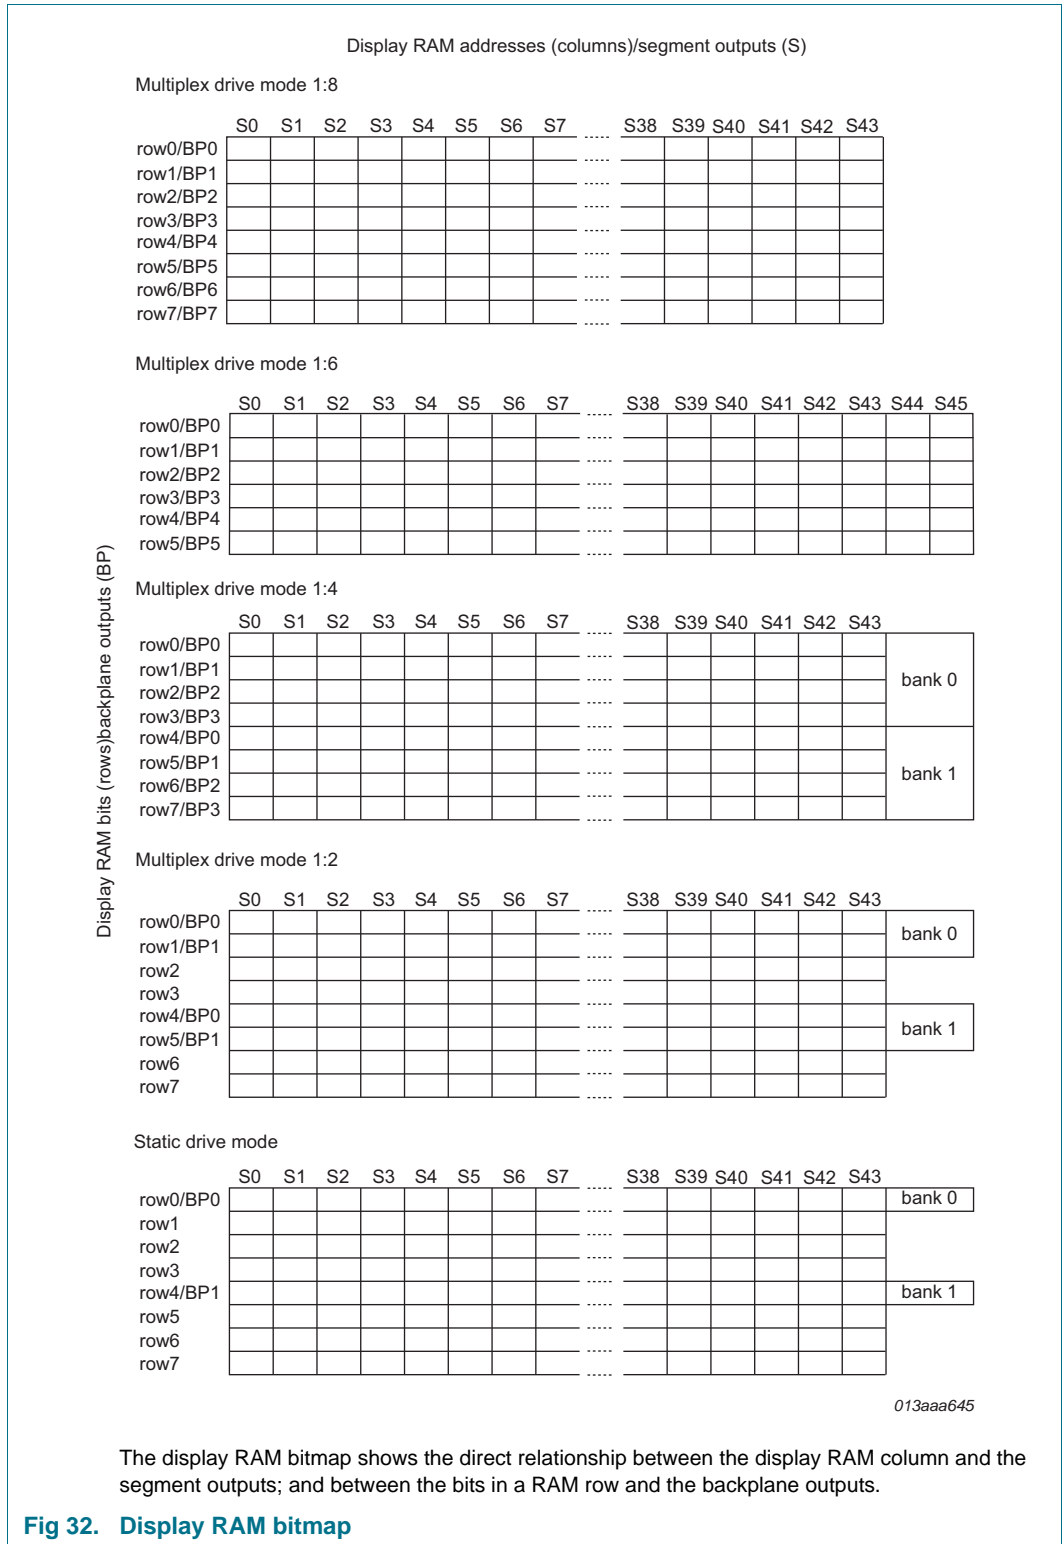 Display RAM addresses (columns)/segment outputs (S)
Display RAM bits (rows)backplane outputs (BP)
Multiplex drive mode 1:8
S0 S1 S2 S3 S4 S5 S6 S7 ..... S38 S39 S40 S41 S42 S43
row0/BP0
row1/BP1
row2/BP2
row3/BP3
row4/BP4
row5/BP5
row6/BP6
row7/BP7
Multiplex drive mode 1:6
S0 S1 S2 S3 S4 S5 S6 S7 ..... S38 S39 S40 S41 S42 S43 S44 S45
row0/BP0
row1/BP1
row2/BP2
row3/BP3
row4/BP4
row5/BP5
Multiplex drive mode 1:4
S0 S1 S2 S3 S4 S5 S6 S7 ..... S38 S39 S40 S41 S42 S43
row0/BP0
row1/BP1
row2/BP2
row3/BP3
bank 0
row4/BP0
row5/BP1
row6/BP2
row7/BP3
bank 1
Multiplex drive mode 1:2
S0 S1 S2 S3 S4 S5 S6 S7 ..... S38 S39 S40 S41 S42 S43
row0/BP0
row1/BP1
bank 0
row2
row3
row4/BP0
row5/BP1
bank 1
row6
row7
Static drive mode
S0 S1 S2 S3 S4 S5 S6 S7 ..... S38 S39 S40 S41 S42 S43
row0/BP0 bank 0
row1
row2
row3
row4/BP1 bank 1
row5
row6
row7
013aaa645
The display RAM bitmap shows the direct relationship between the display RAM column and the
segment outputs; and between the bits in a RAM row and the backplane outputs.
Fig 32. Display RAM bitmap